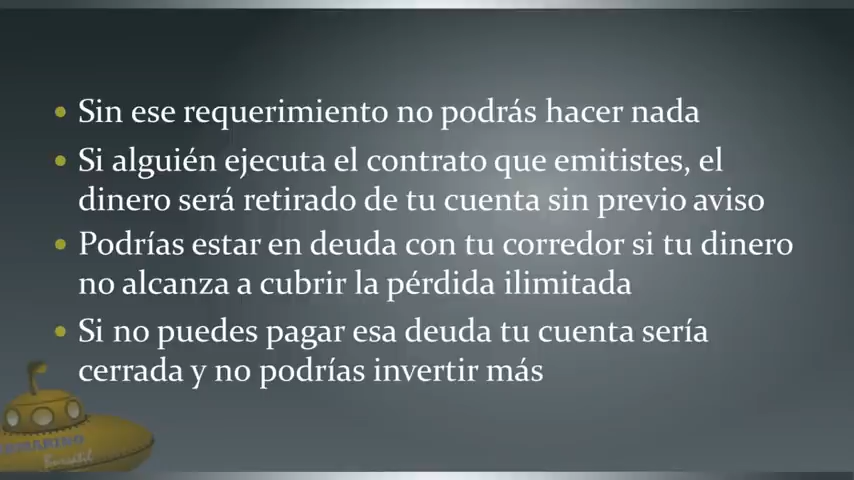 • Sin ese requerimiento no podrás hacer nada
• Si alguién ejecuta el contrato que emitistes, el
dinero será retirado de tu cuenta sin previo aviso
• Podrías estar en deuda con tu corredor si tu dinero
no alcanza a cubrir la pérdida ilimitada
• Si no puedes pagar esa deuda tu cuenta sería
cerrada y no podrías invertir más